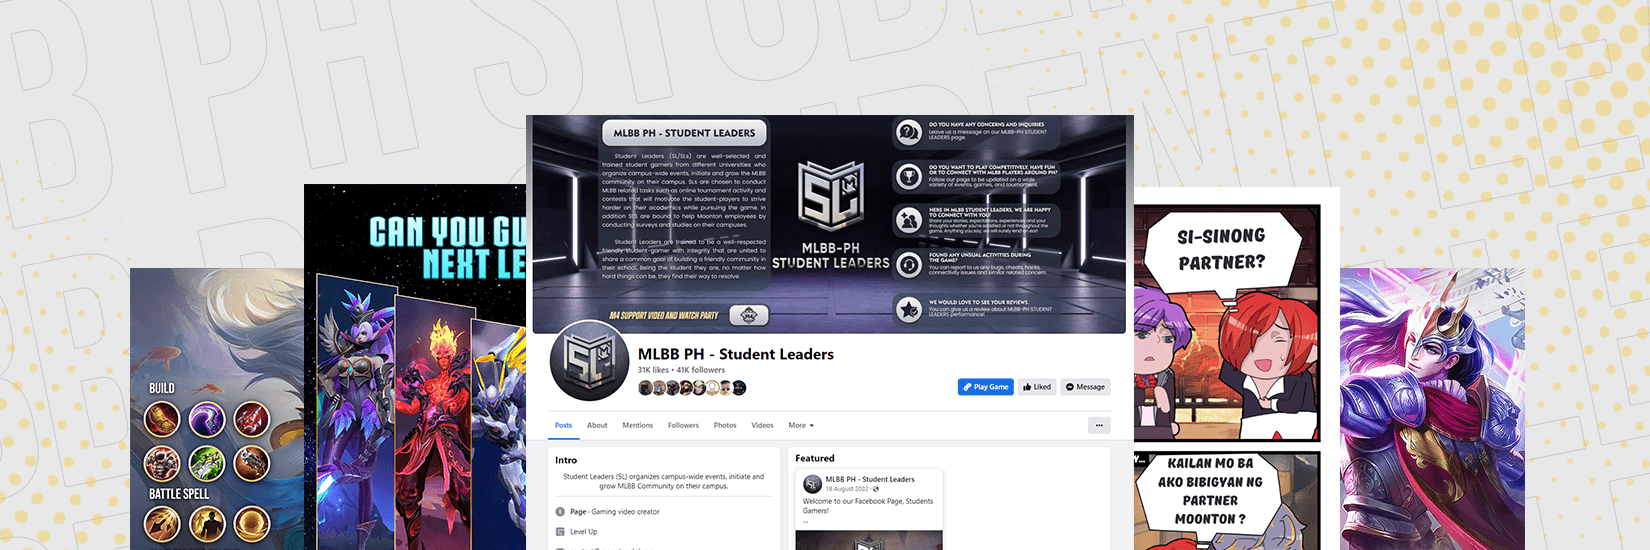 B PH STUDENT LE
BUILD
BATTLE SPELL
CAN YOU GU
NEXT LE
MLBB PH - STUDENT LEADERS
Student Leaders (SL/SLs) are well-selected and
trained student gamers from different Universities who
organize campus-wide events, initiate and grow the MLBB
community on their campus. SLs are chosen to conduct
MLBB related tasks such as online tournament activity and
contests that will motivate the student-players to strive
harder on their academics while pursuing the game. In
addition SLS are bound to help Moonton employees by
conducting surveys and studies on their campuses.
Student Leaders are trained to be a well-respected
friendly student-gamer with integrity that are united to
share a common goal of building a friendly community in
their school. Being the student they are, no matter how
hard things can be, they find their way to resolve.
M4 SUPPORT VIDEO AND WATCH PARTY
SL
M
MLBB-PH
STUDENT LEADERS
DO YOU HAVE ANY CONCERNS AND INQUIRIES
Leave us a message on our MLBB-PH STUDENT
LEADERS page.
DO YOU WANT TO PLAY COMPETITIVELY, HAVE FUN
OR TO CONNECT WITH MLBB PLAYERS AROUND PH?
Follow our page to be updated on a wide
variety of events, games, and tournament.
HERE IN MLBB STUDENT LEADERS, WE ARE HAPPY
TO CONNECT WITH YOU!
Share your stories, expectations, experiences and your
thoughts whether you're satisfied or not throughout the
game. Anything you say, we will surely lend an ear!
FOUND ANY UNSUAL ACTIVITIES DURING
THE GAME?
You can report to us any bugs, cheats, hacks,
connectivity issues and similar related concern.
WE WOULD LOVE TO SEE YOUR REVIEWS.
You can give us a review about MLBB-PH STUDENT
LEADERS performance!
MLBB PH - Student Leaders
31K likes • 41K followers
Play Game
Liked
Message
Posts
About
Mentions
Followers
Photos
Videos
More
Intro
Student Leaders (SL) organizes campus-wide events, initiate and
grow MLBB Community on their campus.
Page · Gaming video creator
Level Up
Featured
MLBB PH - Student Leaders
18 August 2022
Welcome to our Facebook Page, Students
Gamers!
...
SI-SINONG
PARTNER?
Y...
KAILAN MO BA
AKO BIBIGYAN NG
PARTNER
MOONTON ?